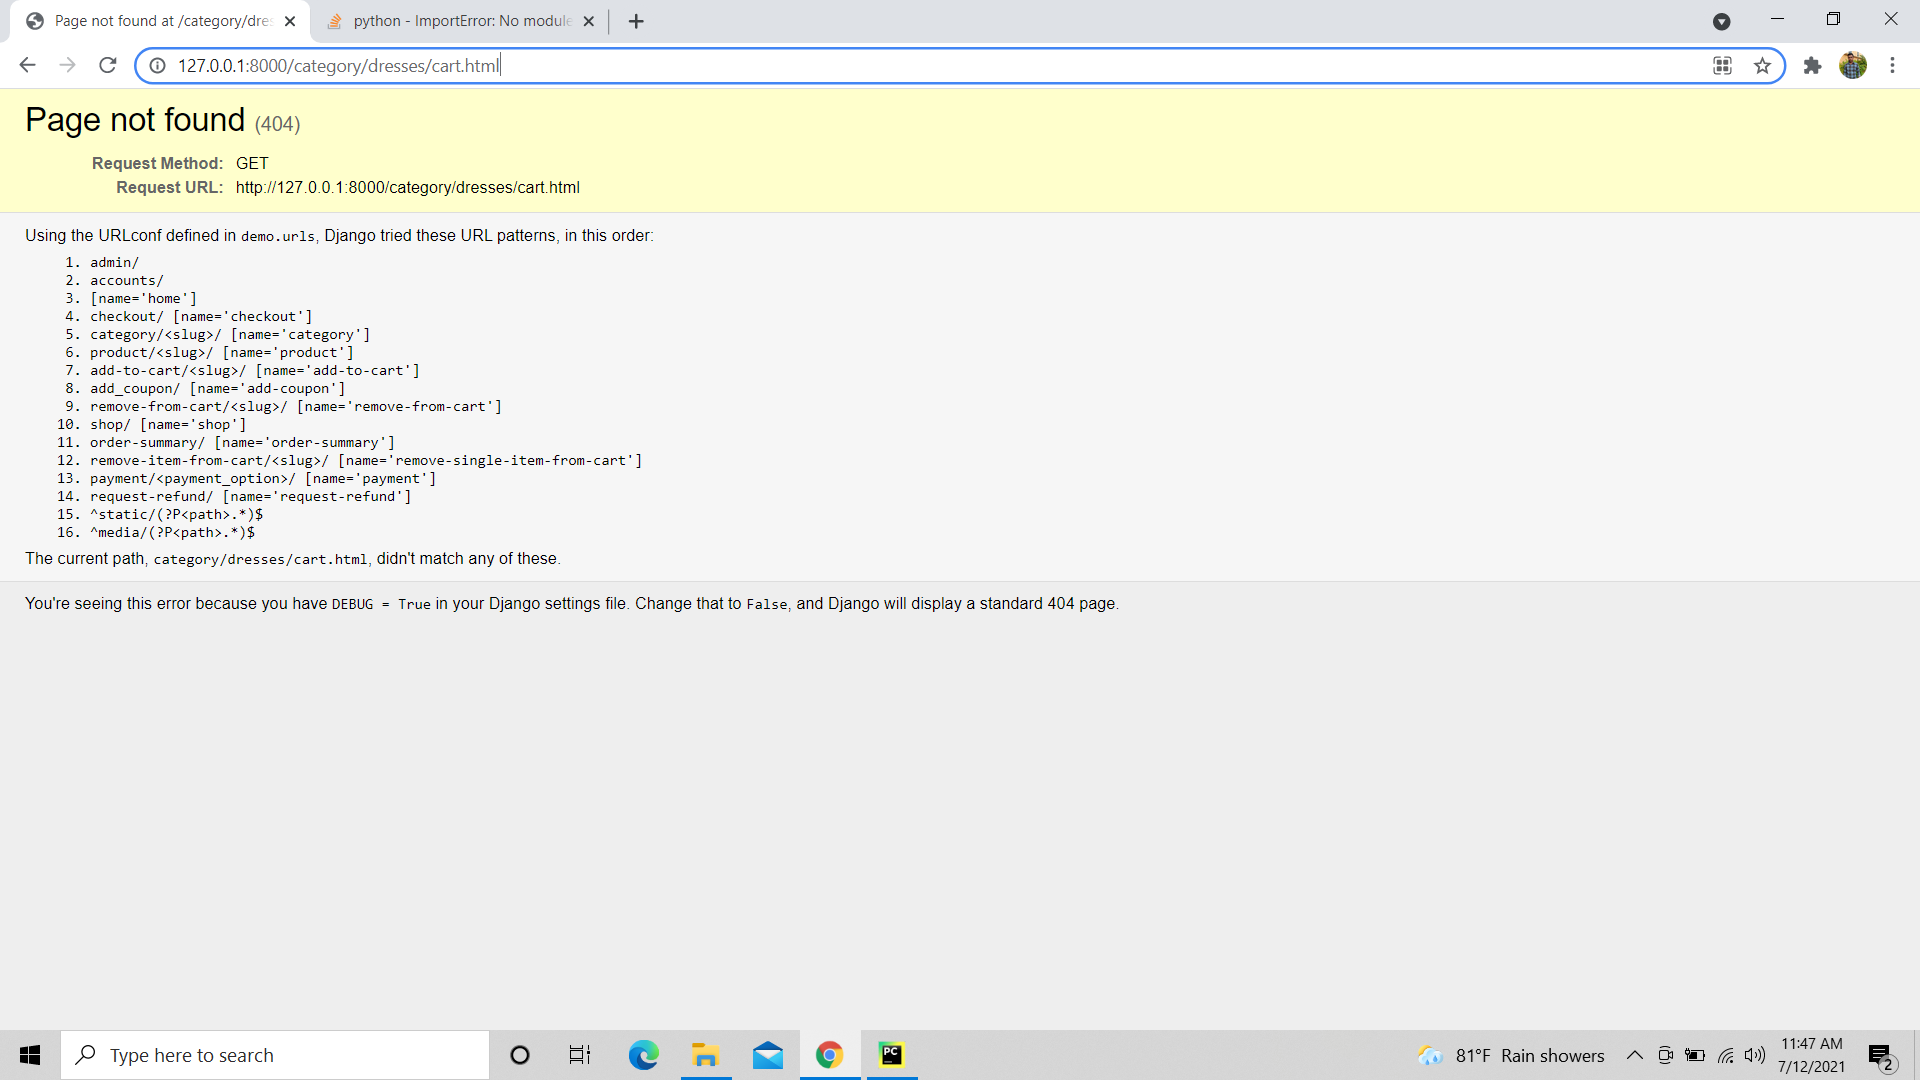 Page not found at /category/dres
python - ImportError: No module
127.0.0.1:8000/category/dresses/cart.html
Page not found (404)
Request Method: GET
Request URL: http://127.0.0.1:8000/category/dresses/cart.html
Using the URLconf defined in demo.urls, Django tried these URL patterns, in this order:
1. admin/
2. accounts/
3. [name='home']
4. checkout/ [name='checkout']
5. category/<slug>/ [name='category']
6. product/<slug>/ [name='product']
7. add-to-cart/<slug>/ [name='add-to-cart']
8. add_coupon/ [name='add-coupon']
9. remove-from-cart/<slug>/ [name='remove-from-cart']
10. shop/ [name='shop']
11. order-summary/ [name='order-summary']
12. remove-item-from-cart/<slug>/ [name='remove-single-item-from-cart']
13. payment/<payment_option>/ [name='payment']
14. request-refund/ [name='request-refund']
15. ^static/(?P<path>.*)$
16. ^media/(?P<path>.*)$
The current path, category/dresses/cart.html, didn't match any of these.
You're seeing this error because you have DEBUG = True in your Django settings file. Change that to False, and Django will display a standard 404 page.
Type here to search
PC
81°F Rain showers
11:47 AM
7/12/2021
2